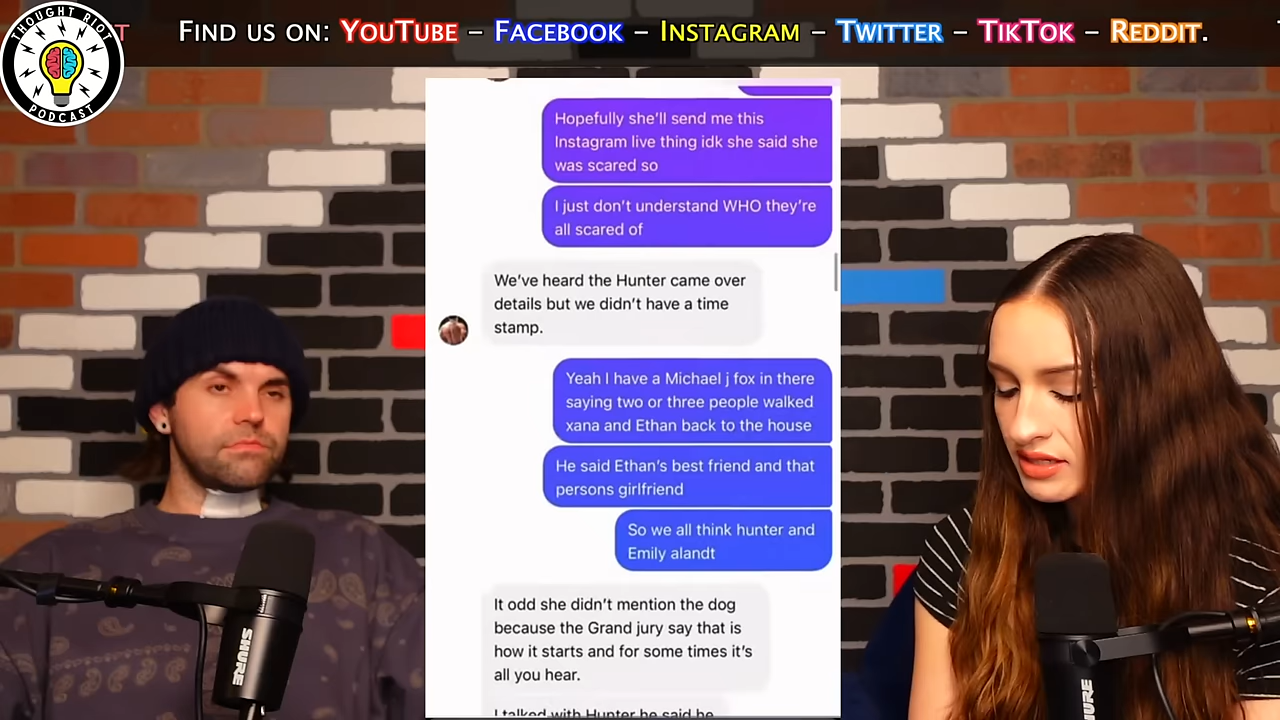 THOUGHT RIOT
PODCAST
T
FIND US ON: YOUTUBE – FACEBOOK – INSTAGRAM – TWITTER – TIKTOK – REDDIT.
Hopefully she'll send me this
Instagram live thing idk she said she
was scared so
I just don't understand WHO they're
all scared of
We've heard the Hunter came over
details but we didn't have a time
stamp.
Yeah I have a Michael j fox in there
saying two or three people walked
xana and Ethan back to the house
He said Ethan's best friend and that
persons girlfriend
So we all think hunter and
Emily alandt
It odd she didn't mention the dog
because the Grand jury say that is
how it starts and for some times it's
all you hear.
I talked with Hunter he said he
SHURE
SHURE